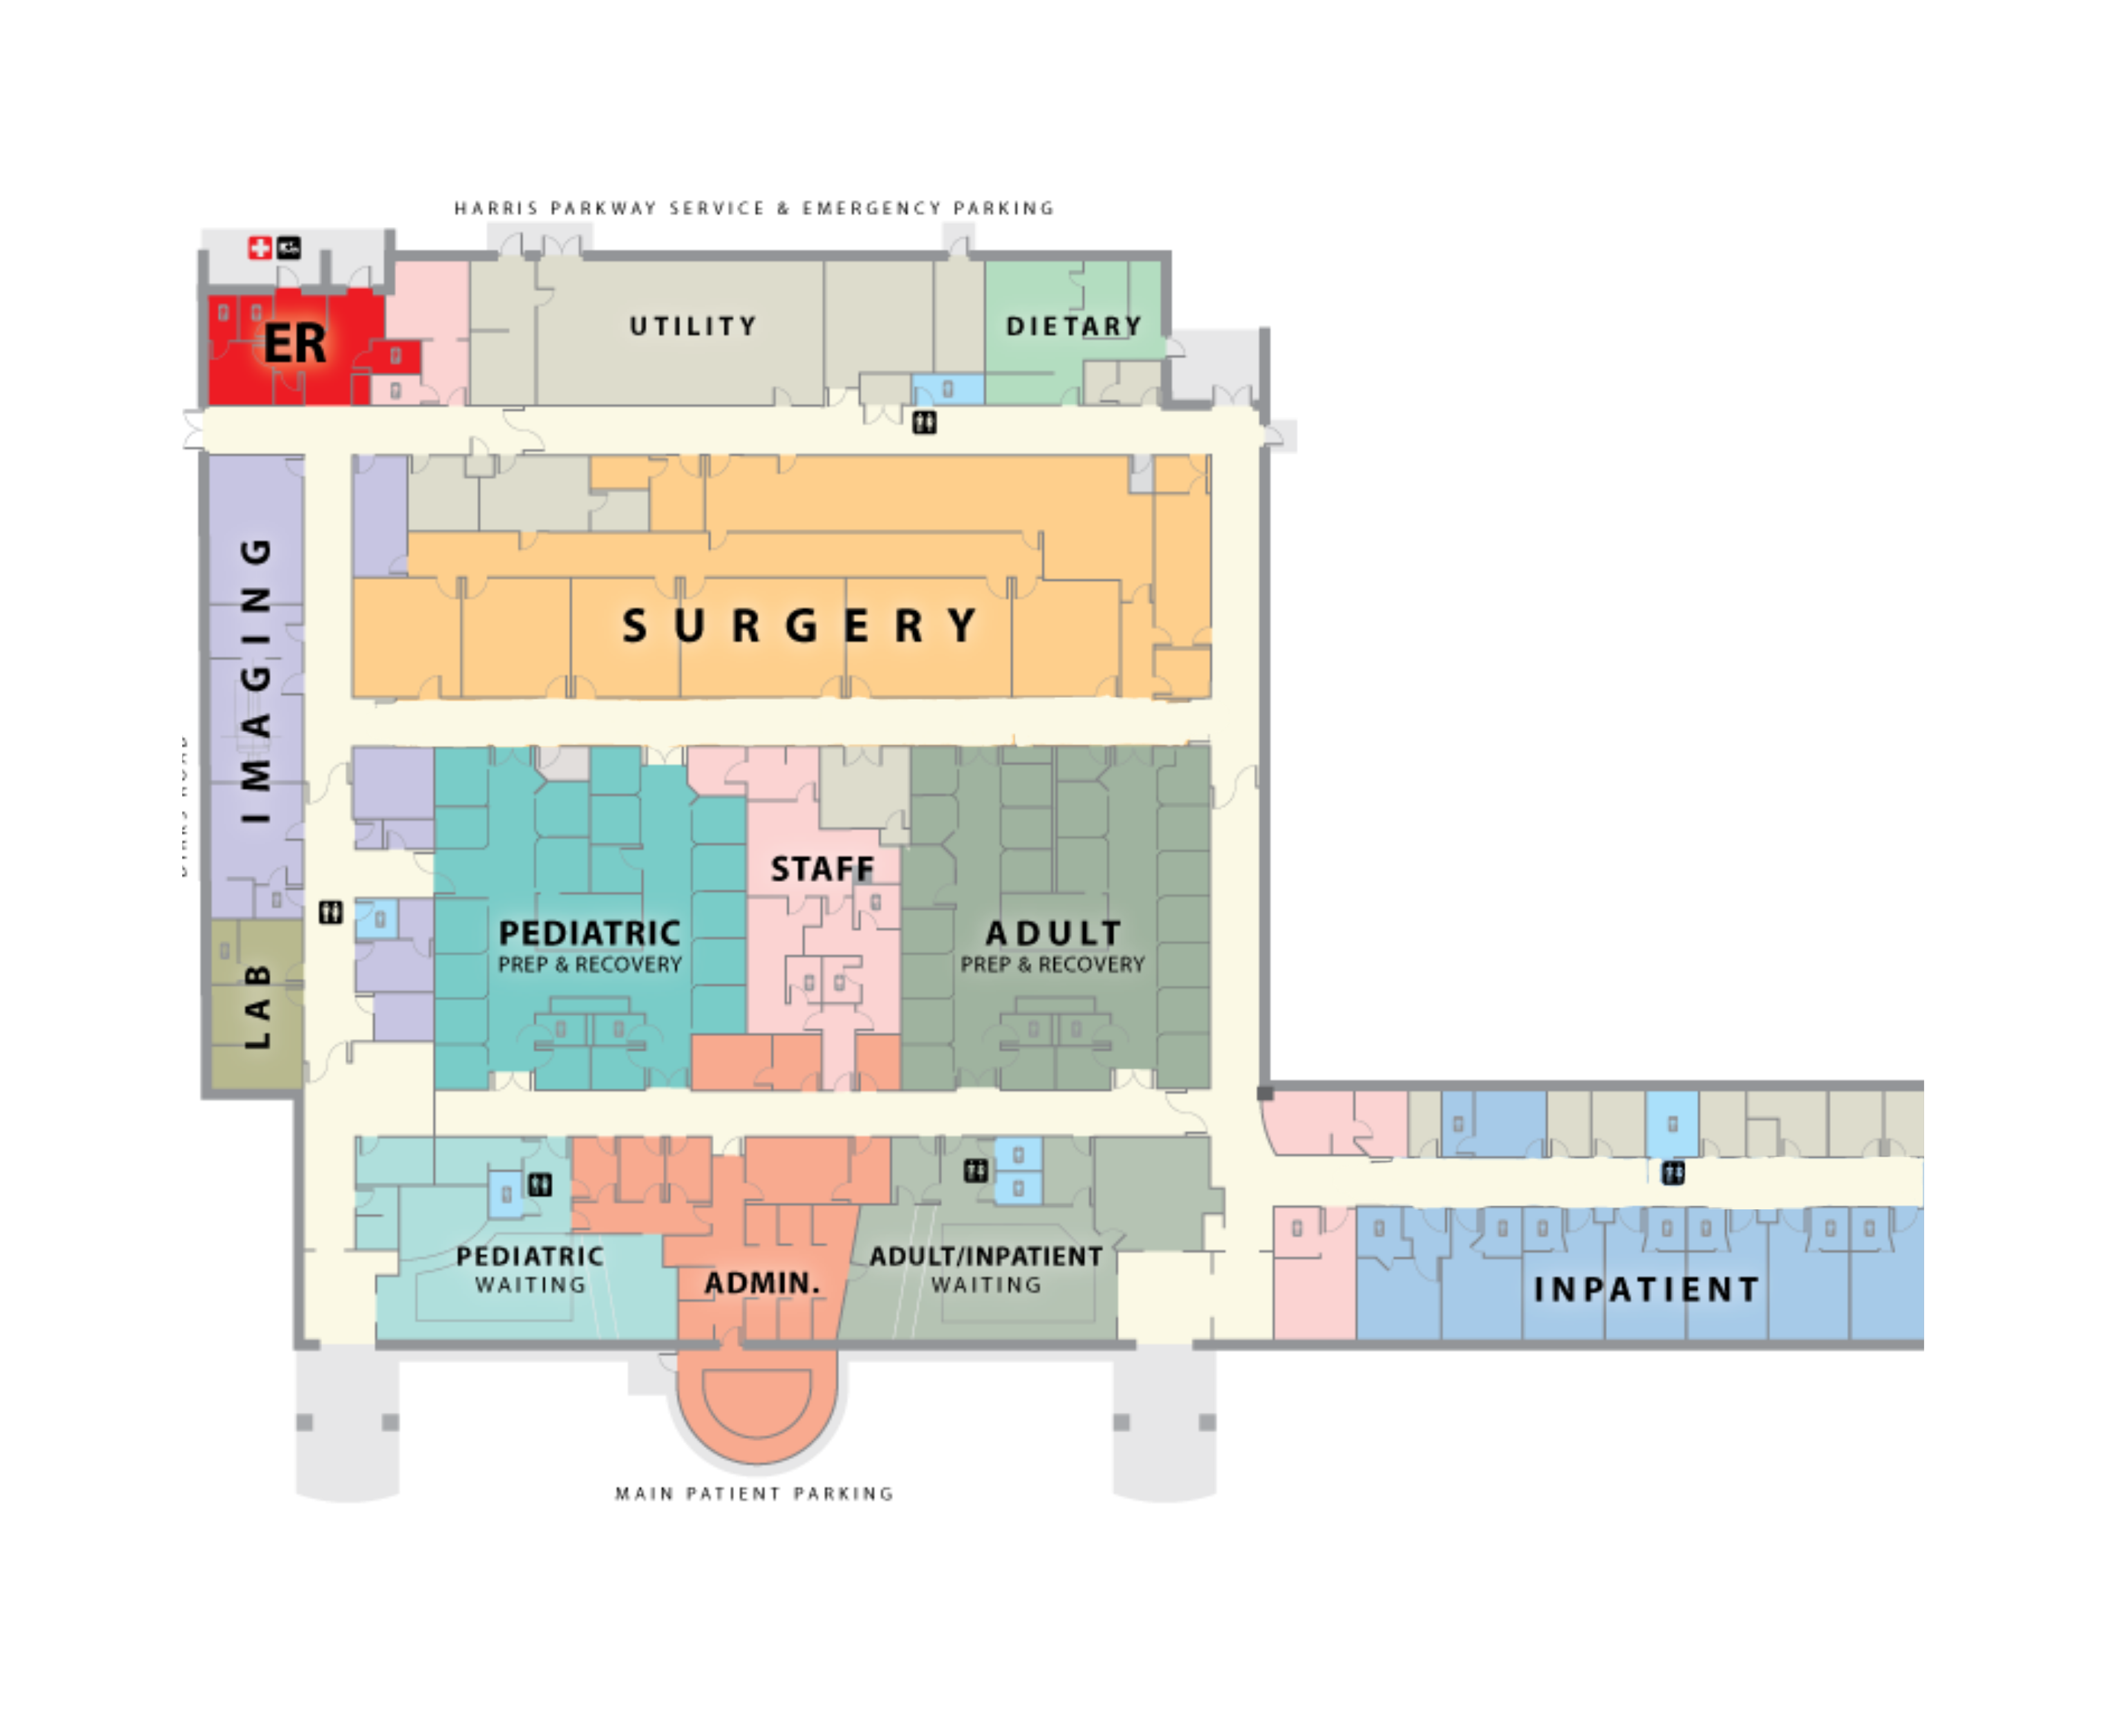 HARRIS PARKWAY SERVICE & EMERGENCY PARKING
ER
UTILITY
DIETARY
IMAGING
SURGERY
STAFF
PEDIATRIC
PREP & RECOVERY
ADULT
PREP & RECOVERY
LAB
PEDIATRIC
WAITING
ADMIN.
ADULT/INPATIENT
WAITING
INPATIENT
MAIN PATIENT PARKING